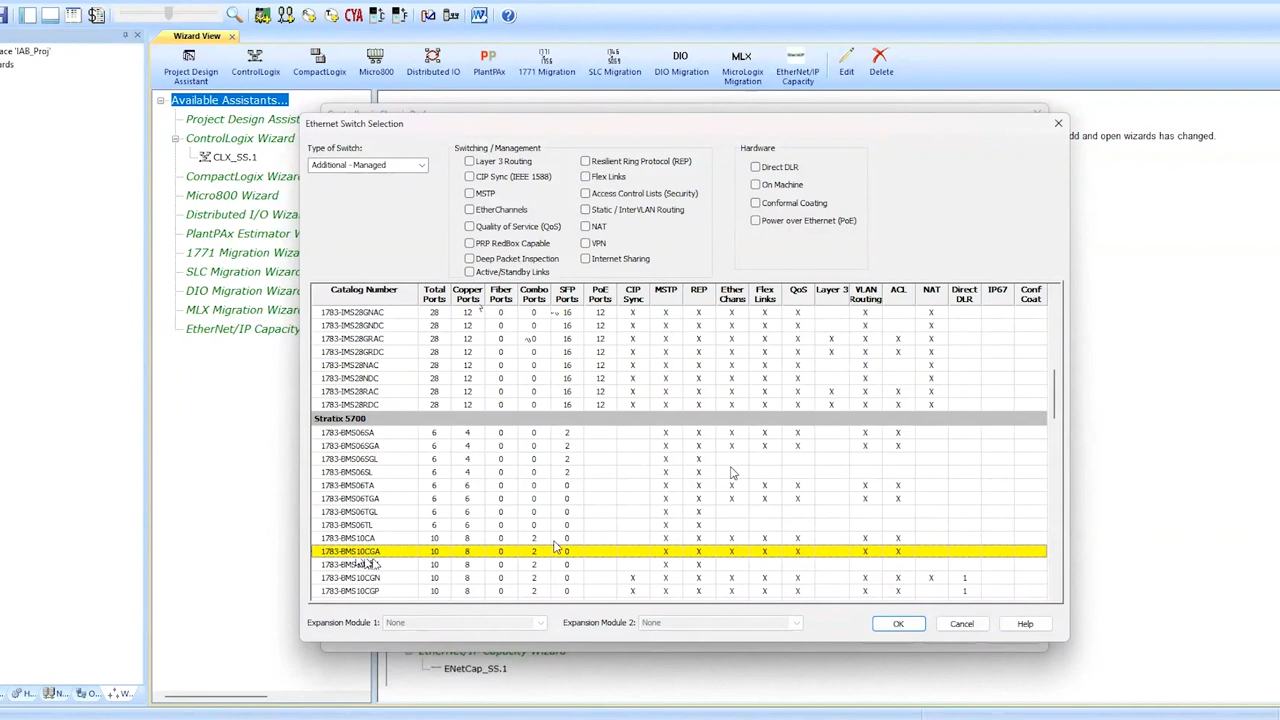 CYA
ace 'IAB_Proj'
ards
Wizard View
Project Design Assistant
ControlLogix
CompactLogix
Micro800
Distributed IO
PlantPAx
1771 Migration
SLC Migration
DIO Migration
MicroLogix Migration
EtherNet/IP Capacity
Edit
Delete
Available Assistants...
Project Design Assist
ControlLogix Wizard
CLX_SS.1
CompactLogix Wizard
Micro800 Wizard
Distributed I/O Wizard
PlantPAx Estimator W
1771 Migration Wizard
SLC Migration Wizard
DIO Migration Wizard
MLX Migration Wizard
EtherNet/IP Capacity
dd and open wizards has changed.
Ethernet Switch Selection
Type of Switch:
Additional - Managed
Switching / Management
Layer 3 Routing
CIP Sync (IEEE 1588)
MSTP
EtherChannels
Quality of Service (QoS)
PRP RedBox Capable
Deep Packet Inspection
Active/Standby Links
Resilient Ring Protocol (REP)
Flex Links
Access Control Lists (Security)
Static / InterVLAN Routing
NAT
VPN
Internet Sharing
Hardware
Direct DLR
On Machine
Conformal Coating
Power over Ethernet (PoE)
Catalog Number Total Ports Copper Ports Fiber Ports Combo Ports SFP Ports PoE Ports CIP Sync MSTP REP Ether Chans Flex Links QoS Layer 3 VLAN Routing ACL NAT Direct DLR IP67 Conf Coat
1783-IMS28GNAC 28 12 0 0 16 12 X X X X X X X X
1783-IMS28GNDC 28 12 0 0 16 12 X X X X X X X X
1783-IMS28GRAC 28 12 0 0 16 12 X X X X X X X X X X
1783-IMS28GRDC 28 12 0 0 16 12 X X X X X X X X X X
1783-IMS28NAC 28 12 0 0 16 12 X X X X X X X X
1783-IMS28NDC 28 12 0 0 16 12 X X X X X X X X
1783-IMS28RAC 28 12 0 0 16 12 X X X X X X X X X X
1783-IMS28RDC 28 12 0 0 16 12 X X X X X X X X X X
Stratix 5700
1783-BMS06SA 6 4 0 0 2 X X X X X X X
1783-BMS06SGA 6 4 0 0 2 X X X X X X X
1783-BMS06SGL 6 4 0 0 2 X X
1783-BMS06SL 6 4 0 0 2 X X
1783-BMS06TA 6 6 0 0 0 X X X X X X X
1783-BMS06TGA 6 6 0 0 0 X X X X X X X
1783-BMS06TGL 6 6 0 0 0 X X
1783-BMS06TL 6 6 0 0 0 X X
1783-BMS10CA 10 8 0 2 0 X X X X X X X
1783-BMS10CGA 10 8 0 2 0 X X X X X X X
10 8 0 2 0 X X
1783-BMS10CGN 10 8 0 2 0 X X X X X X X X X 1
1783-BMS10CGP 10 8 0 2 0 X X X X X X X X 1
Expansion Module 1: None
Expansion Module 2: None
OK
Cancel
Help
EtherNet/IP Capacity Wizard
ENetCap_SS.1
H...
N...
O...
W...